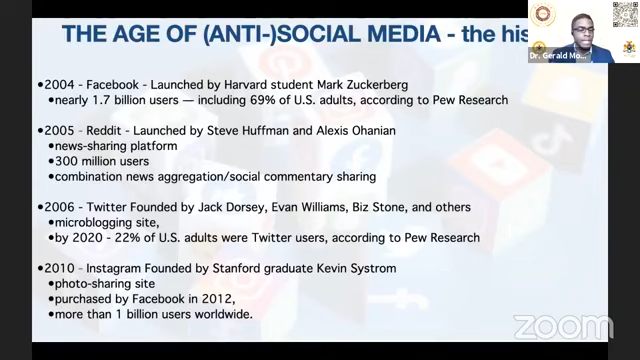 THE AGE OF (ANTI-)SOCIAL MEDIA - the his
Dr. Gerald Mo...
•2004 - Facebook - Launched by Harvard student Mark Zuckerberg
•nearly 1.7 billion users — including 69% of U.S. adults, according to Pew Research
•2005 - Reddit - Launched by Steve Huffman and Alexis Ohanian
•news-sharing platform
•300 million users
•combination news aggregation/social commentary sharing
•2006 - Twitter Founded by Jack Dorsey, Evan Williams, Biz Stone, and others
•microblogging site,
•by 2020 - 22% of U.S. adults were Twitter users, according to Pew Research
•2010 - Instagram Founded by Stanford graduate Kevin Systrom
•photo-sharing site
•purchased by Facebook in 2012,
•more than 1 billion users worldwide.
zoom